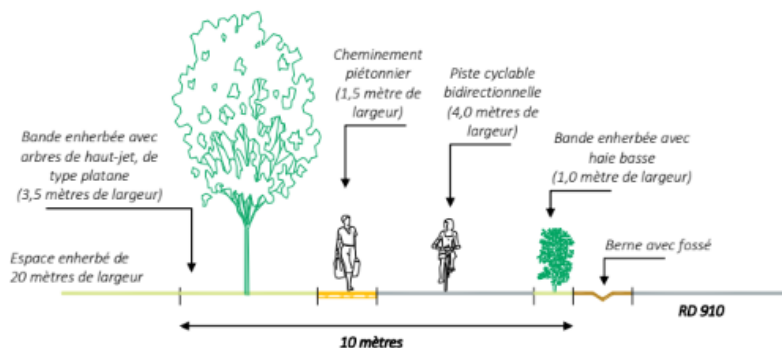 Cheminement
piétonnier
(1,5 mètre de
largeur)
Piste cyclable
bidirectionnelle
(4,0 mètres de
largeur)
Bande enherbée avec
arbres de haut-jet, de
type platane
(3,5 mètres de largeur)
Bande enherbée avec
haie basse
(1,0 mètre de largeur)
Espace enherbé de
20 mètres de largeur
Berne avec fossé
RD 910
10 mètres